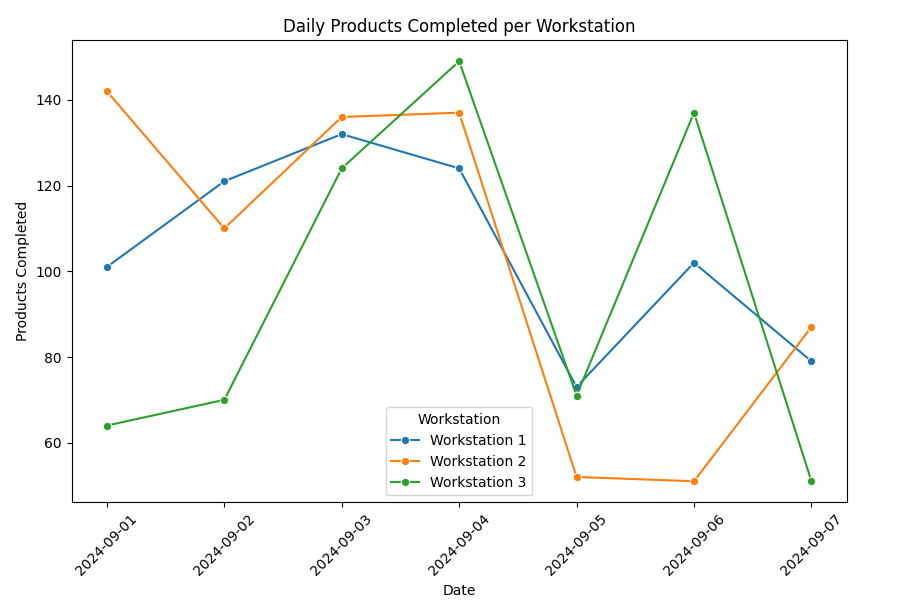 Daily Products Completed per Workstation
Products Completed
140
120
100
80
60
Workstation
Workstation 1
Workstation 2
Workstation 3
2024-09-01
2024-09-02
2024-09-03
2024-09-04
2024-09-05
2024-09-06
2024-09-07
Date